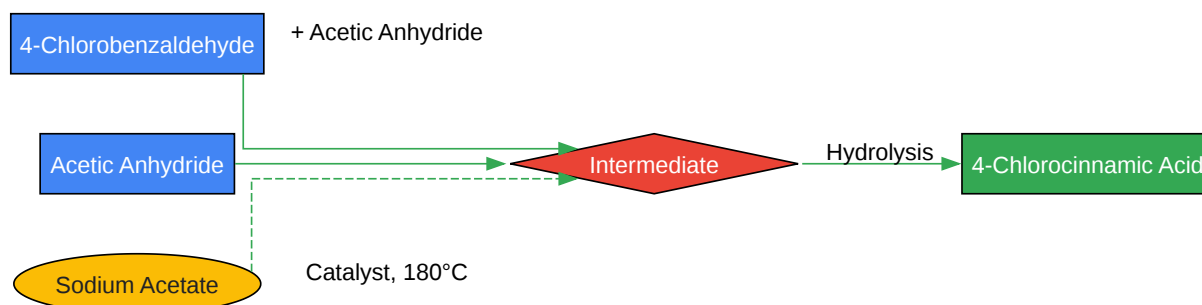 4-Chlorobenzaldehyde
+ Acetic Anhydride
Acetic Anhydride
Intermediate
Hydrolysis
4-Chlorocinnamic Acid
Sodium Acetate
Catalyst, 180°C